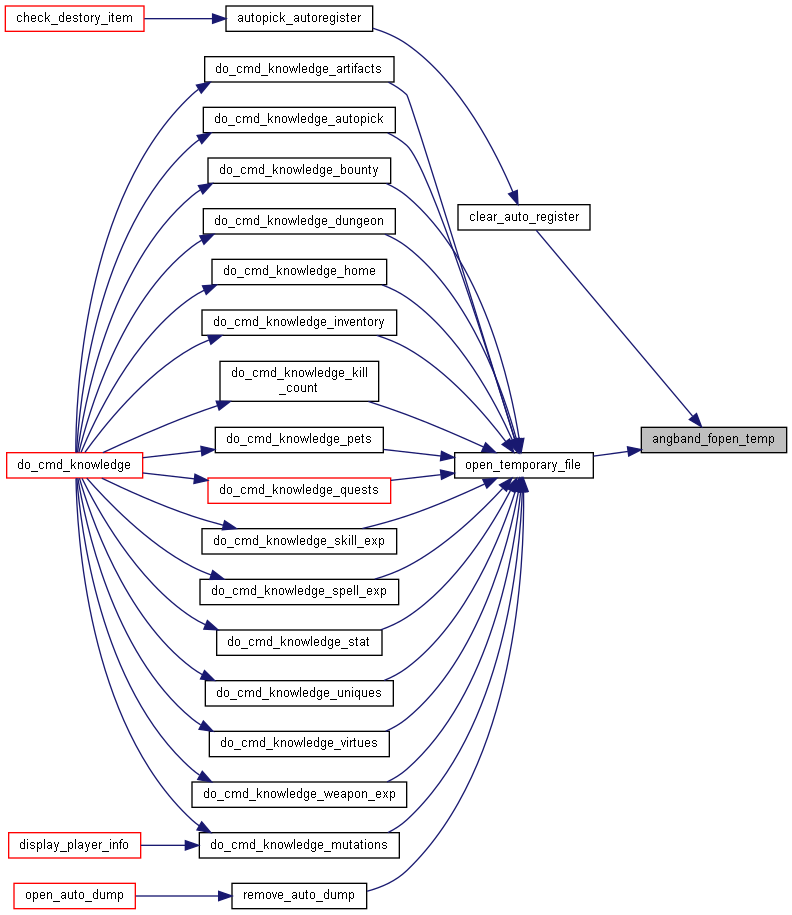 check_destory_item
autopick_autoregister
do_cmd_knowledge_artifacts
do_cmd_knowledge_autopick
do_cmd_knowledge_bounty
do_cmd_knowledge_dungeon
clear_auto_register
do_cmd_knowledge_home
do_cmd_knowledge_inventory
do_cmd_knowledge_kill
_count
do_cmd_knowledge_pets
angband_fopen_temp
do_cmd_knowledge
open_temporary_file
do_cmd_knowledge_quests
do_cmd_knowledge_skill_exp
do_cmd_knowledge_spell_exp
do_cmd_knowledge_stat
do_cmd_knowledge_uniques
do_cmd_knowledge_virtues
do_cmd_knowledge_weapon_exp
display_player_info
do_cmd_knowledge_mutations
open_auto_dump
remove_auto_dump